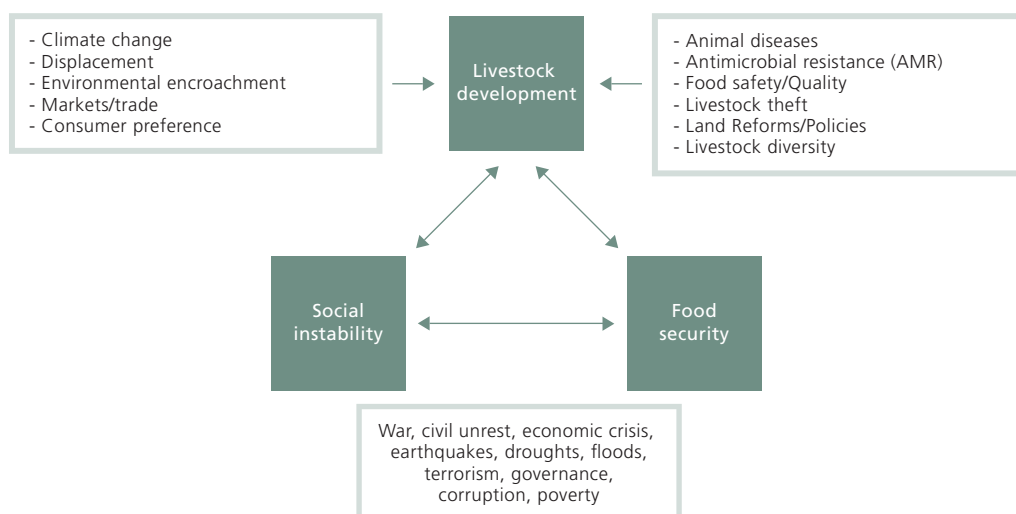 - Climate change
- Displacement
- Environmental encroachment
- Markets/trade
- Consumer preference
Livestock
development
- Animal diseases
- Antimicrobial resistance (AMR)
- Food safety/Quality
- Livestock theft
- Land Reforms/Policies
- Livestock diversity
Social
instability
Food
security
War, civil unrest, economic crisis,
earthquakes, droughts, floods,
terrorism, governance,
corruption, poverty